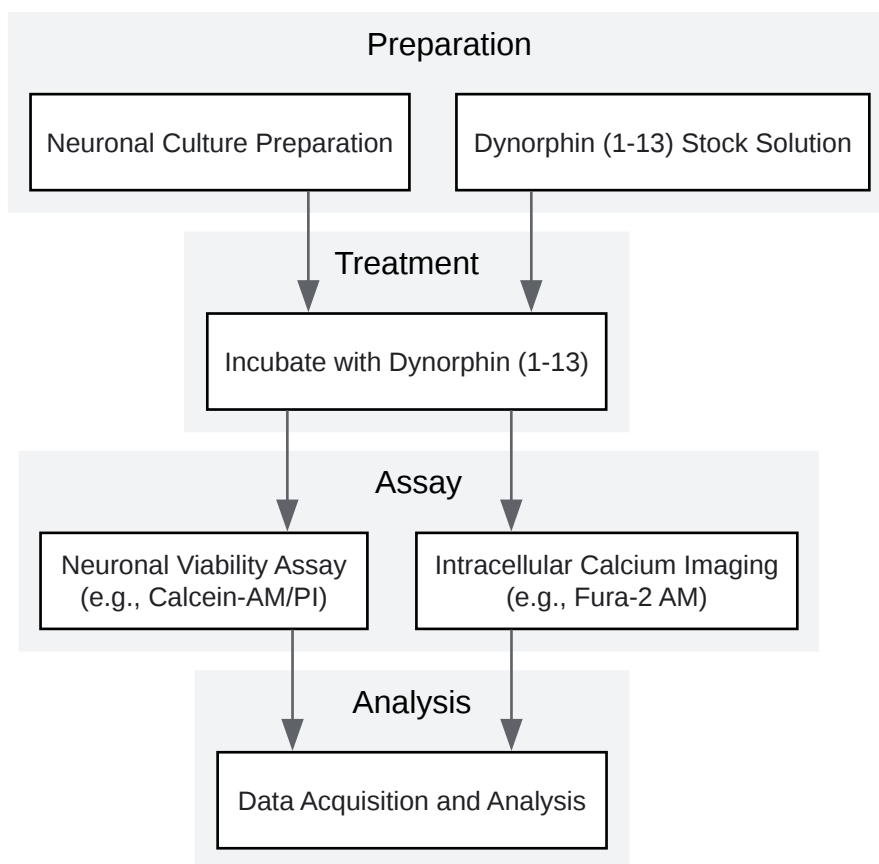 Preparation
Neuronal Culture Preparation
Dynorphin (1-13) Stock Solution
Treatment
Incubate with Dynorphin (1-13)
Assay
Neuronal Viability Assay
(e.g., Calcein-AM/PI)
Intracellular Calcium Imaging
(e.g., Fura-2 AM)
Analysis
Data Acquisition and Analysis